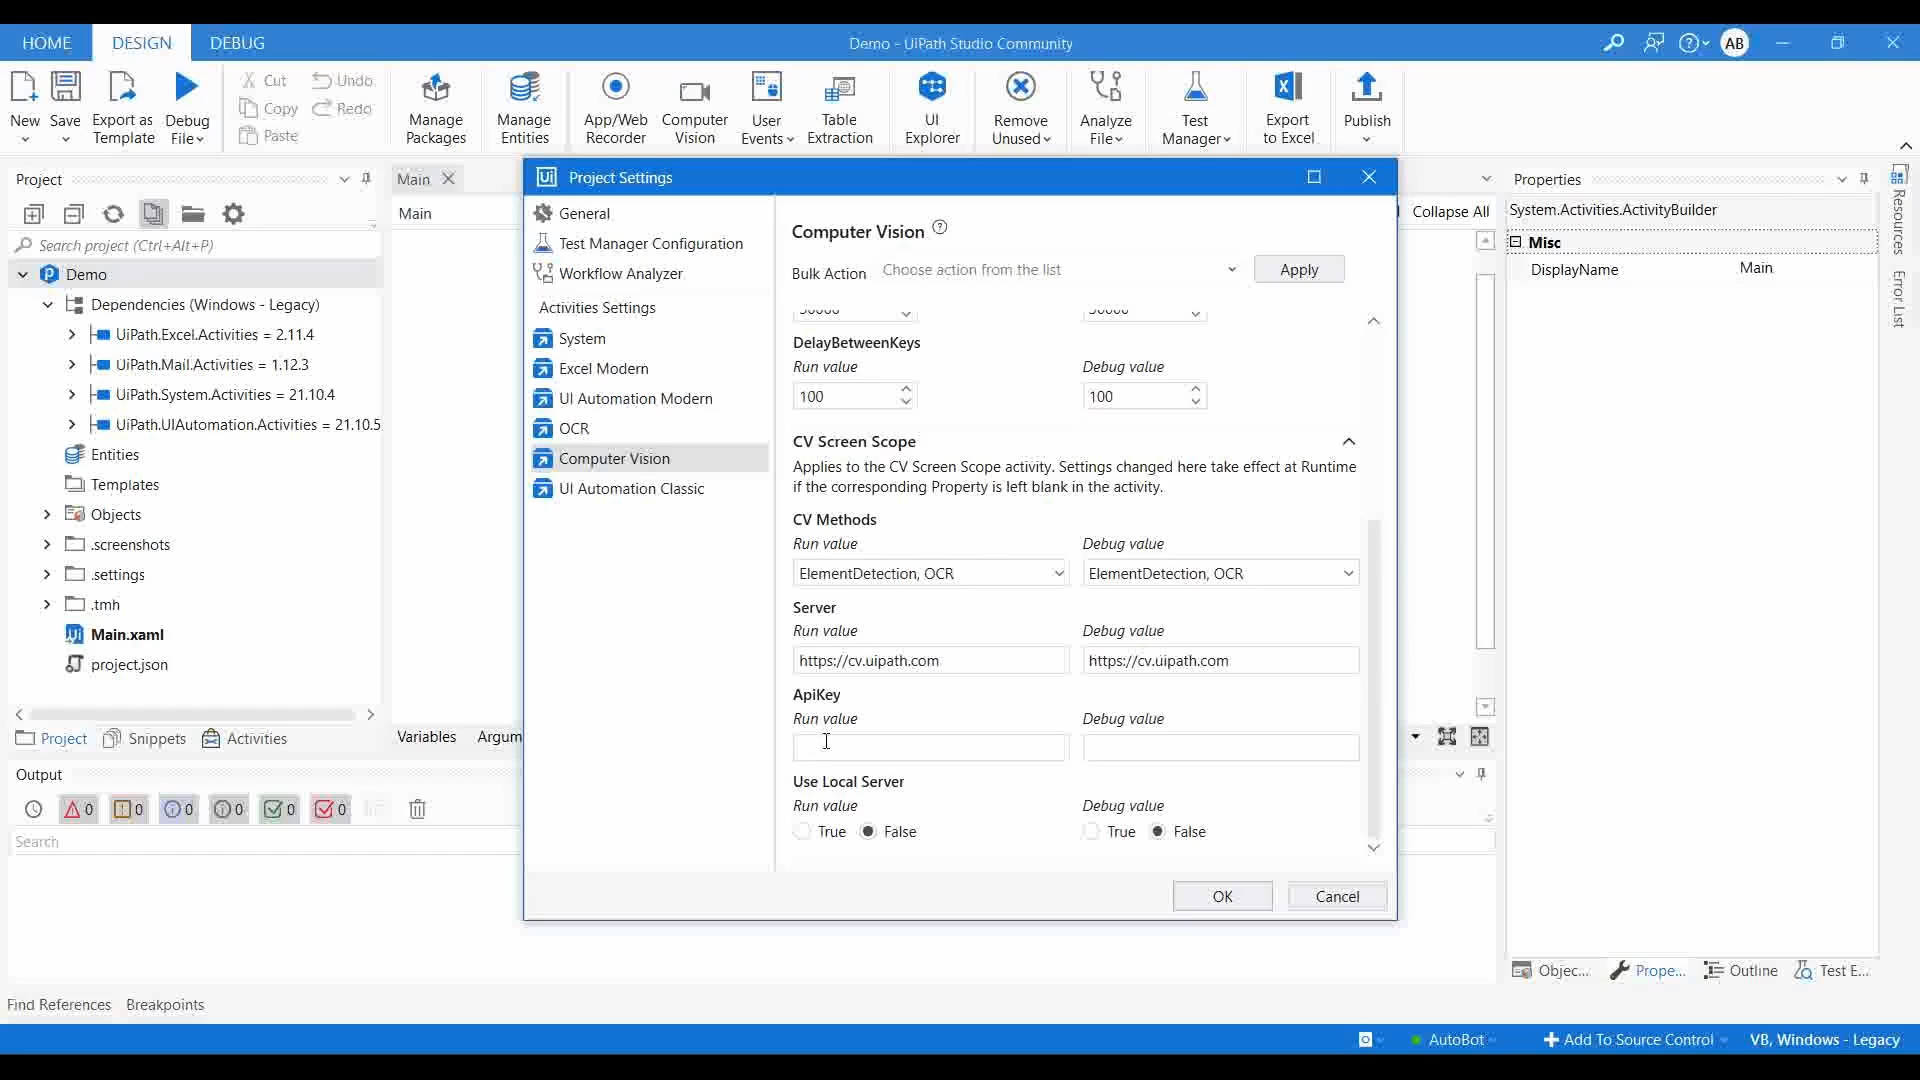 HOME DESIGN DEBUG
Demo - UiPath Studio Community
AB
New
Save
Export as
Template
Debug
File
Cut
Copy
Paste
Undo
Redo
Manage
Packages
Manage
Entities
App/Web
Recorder
Computer
Vision
User
Events
Table
Extraction
UI
Explorer
Remove
Unused
Analyze
File
Test
Manager
Export
to Excel
Publish
Project
Search project (Ctrl+Alt+P)
Demo
Dependencies (Windows - Legacy)
UiPath.Excel.Activities = 2.11.4
UiPath.Mail.Activities = 1.12.3
UiPath.System.Activities = 21.10.4
UiPath.UIAutomation.Activities = 21.10.5
Entities
Templates
Objects
.screenshots
.settings
.tmh
Main.xaml
project.json
Project Snippets Activities
Main
Main
Collapse All
Variables Argum
Project Settings
General
Test Manager Configuration
Workflow Analyzer
Activities Settings
System
Excel Modern
UI Automation Modern
OCR
Computer Vision
UI Automation Classic
Computer Vision
Bulk Action Choose action from the list Apply
DelayBetweenKeys
Run value Debug value
100 100
CV Screen Scope
Applies to the CV Screen Scope activity. Settings changed here take effect at Runtime
if the corresponding Property is left blank in the activity.
CV Methods
Run value Debug value
ElementDetection, OCR ElementDetection, OCR
Server
Run value Debug value
https://cv.uipath.com https://cv.uipath.com
ApiKey
Run value Debug value
Use Local Server
Run value Debug value
True False True False
OK Cancel
Properties
System.Activities.ActivityBuilder
Misc
DisplayName Main
Resources
Error List
Output
0 0 0 0 0 0
Search
Objec... Prope... Outline Test E...
Find References Breakpoints
AutoBot Add To Source Control VB, Windows - Legacy